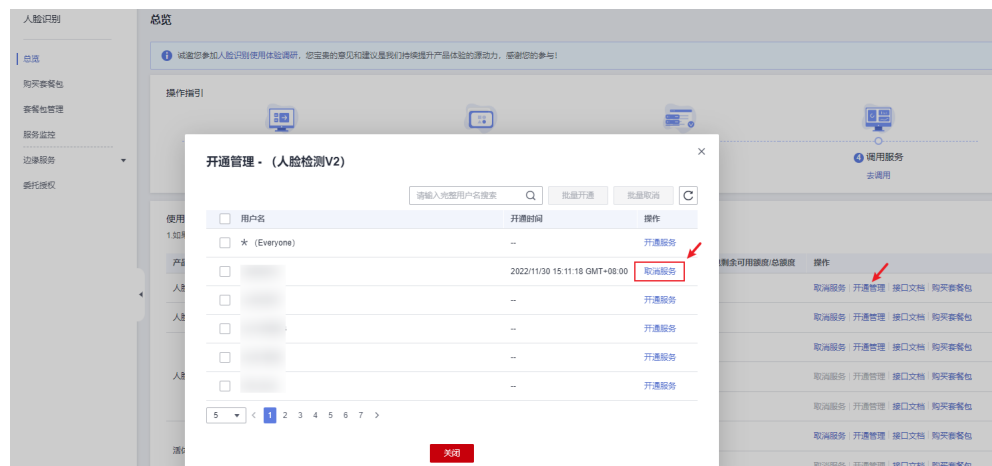 人脸识别
总览
总览
购买套餐包
套餐包管理
服务监控
边缘服务
委托授权
诚邀您参加人脸识别使用体验调研，您宝贵的意见和建议是我们持续提升产品体验的源动力，感谢您的参与！
操作指引
4 调用服务
去调用
开通管理 - （人脸检测V2）
请输入完整用户名搜索
批量开通
批量取消
用户名 开通时间 操作
* (Everyone) -- 开通服务
2022/11/30 15:11:18 GMT+08:00 取消服务
-- 开通服务
-- 开通服务
-- 开通服务
-- 开通服务
5 < 1 2 3 4 5 6 7 >
关闭
使用
剩余可用额度/总额度 操作
取消服务 开通管理 接口文档 购买套餐包
取消服务 开通管理 接口文档 购买套餐包
取消服务 开通管理 接口文档 购买套餐包
取消服务 开通管理 接口文档 购买套餐包
取消服务 开通管理 接口文档 购买套餐包
取消服务 开通管理 接口文档 购买套餐包